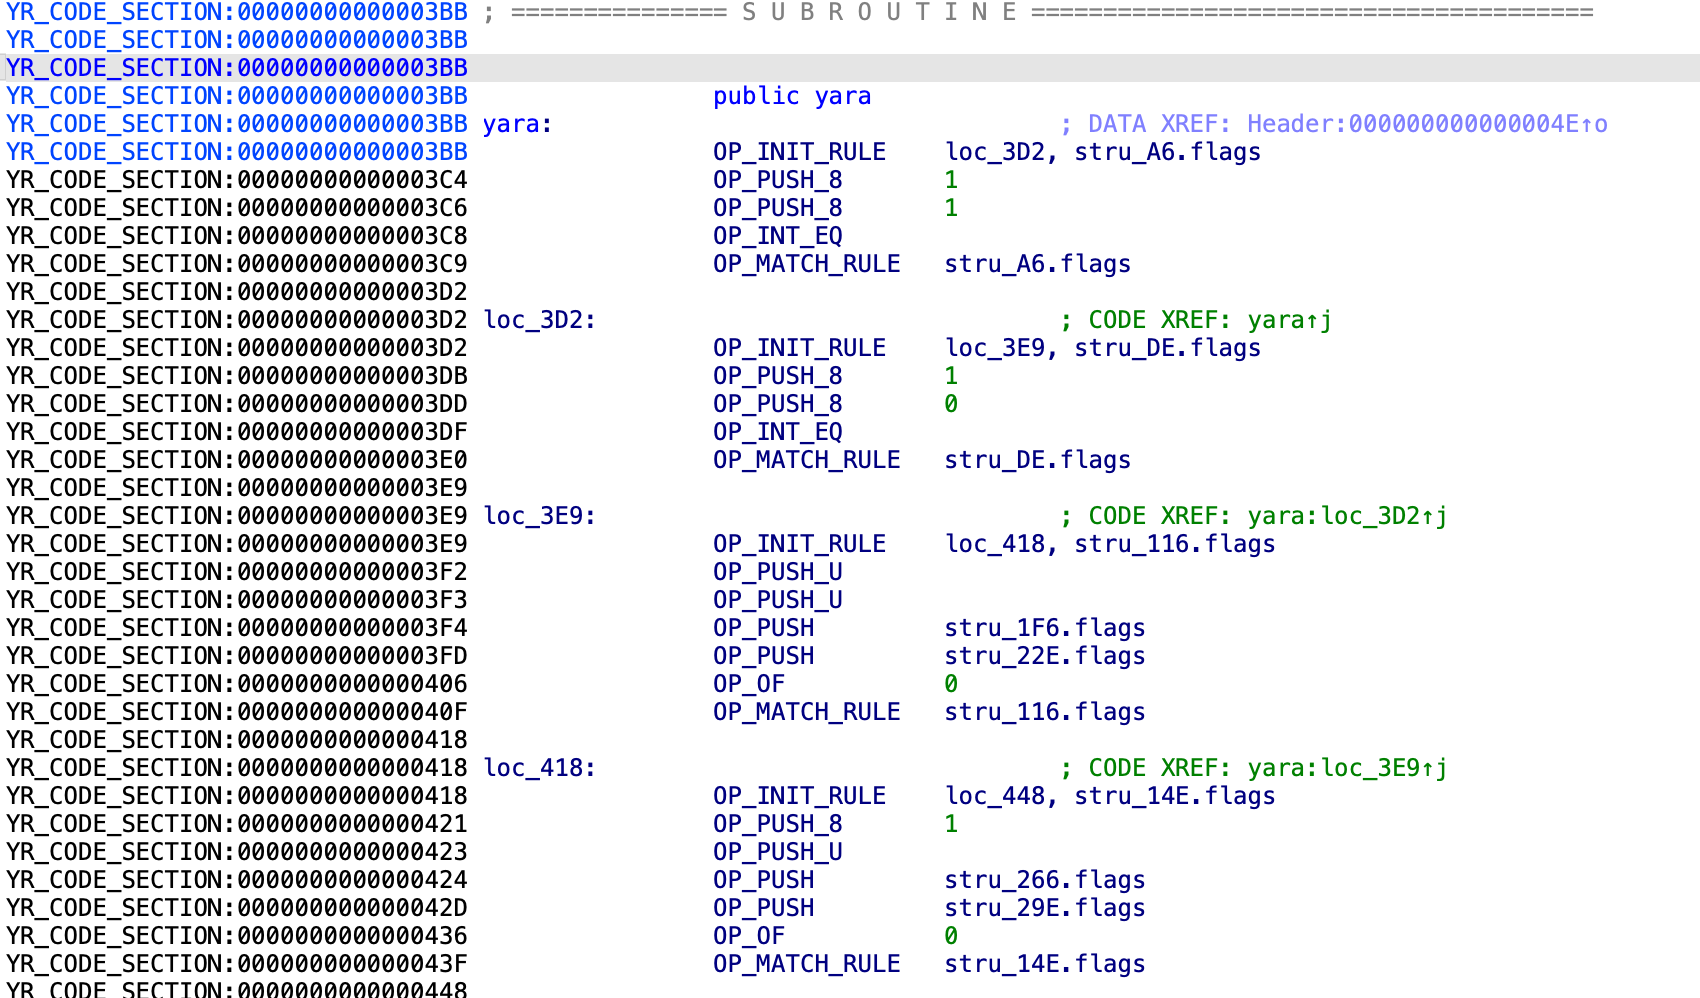 YR_CODE_SECTION:00000000000003BB ; =============== S U B R O U T I N E =======================================
YR_CODE_SECTION:00000000000003BB
YR_CODE_SECTION:00000000000003BB
YR_CODE_SECTION:00000000000003BB public yara
YR_CODE_SECTION:00000000000003BB yara: ; DATA XREF: Header:000000000000004E↑o
YR_CODE_SECTION:00000000000003BB OP_INIT_RULE loc_3D2, stru_A6.flags
YR_CODE_SECTION:00000000000003C4 OP_PUSH_8 1
YR_CODE_SECTION:00000000000003C6 OP_PUSH_8 1
YR_CODE_SECTION:00000000000003C8 OP_INT_EQ
YR_CODE_SECTION:00000000000003C9 OP_MATCH_RULE stru_A6.flags
YR_CODE_SECTION:00000000000003D2
YR_CODE_SECTION:00000000000003D2 loc_3D2: ; CODE XREF: yara↑j
YR_CODE_SECTION:00000000000003D2 OP_INIT_RULE loc_3E9, stru_DE.flags
YR_CODE_SECTION:00000000000003DB OP_PUSH_8 1
YR_CODE_SECTION:00000000000003DD OP_PUSH_8 0
YR_CODE_SECTION:00000000000003DF OP_INT_EQ
YR_CODE_SECTION:00000000000003E0 OP_MATCH_RULE stru_DE.flags
YR_CODE_SECTION:00000000000003E9
YR_CODE_SECTION:00000000000003E9 loc_3E9: ; CODE XREF: yara:loc_3D2↑j
YR_CODE_SECTION:00000000000003E9 OP_INIT_RULE loc_418, stru_116.flags
YR_CODE_SECTION:00000000000003F2 OP_PUSH_U
YR_CODE_SECTION:00000000000003F3 OP_PUSH_U
YR_CODE_SECTION:00000000000003F4 OP_PUSH stru_1F6.flags
YR_CODE_SECTION:00000000000003FD OP_PUSH stru_22E.flags
YR_CODE_SECTION:0000000000000406 OP_OF 0
YR_CODE_SECTION:000000000000040F OP_MATCH_RULE stru_116.flags
YR_CODE_SECTION:0000000000000418
YR_CODE_SECTION:0000000000000418 loc_418: ; CODE XREF: yara:loc_3E9↑j
YR_CODE_SECTION:0000000000000418 OP_INIT_RULE loc_448, stru_14E.flags
YR_CODE_SECTION:0000000000000421 OP_PUSH_8 1
YR_CODE_SECTION:0000000000000423 OP_PUSH_U
YR_CODE_SECTION:0000000000000424 OP_PUSH stru_266.flags
YR_CODE_SECTION:000000000000042D OP_PUSH stru_29E.flags
YR_CODE_SECTION:0000000000000436 OP_OF 0
YR_CODE_SECTION:000000000000043F OP_MATCH_RULE stru_14E.flags
YR_CODE_SECTION:0000000000000448